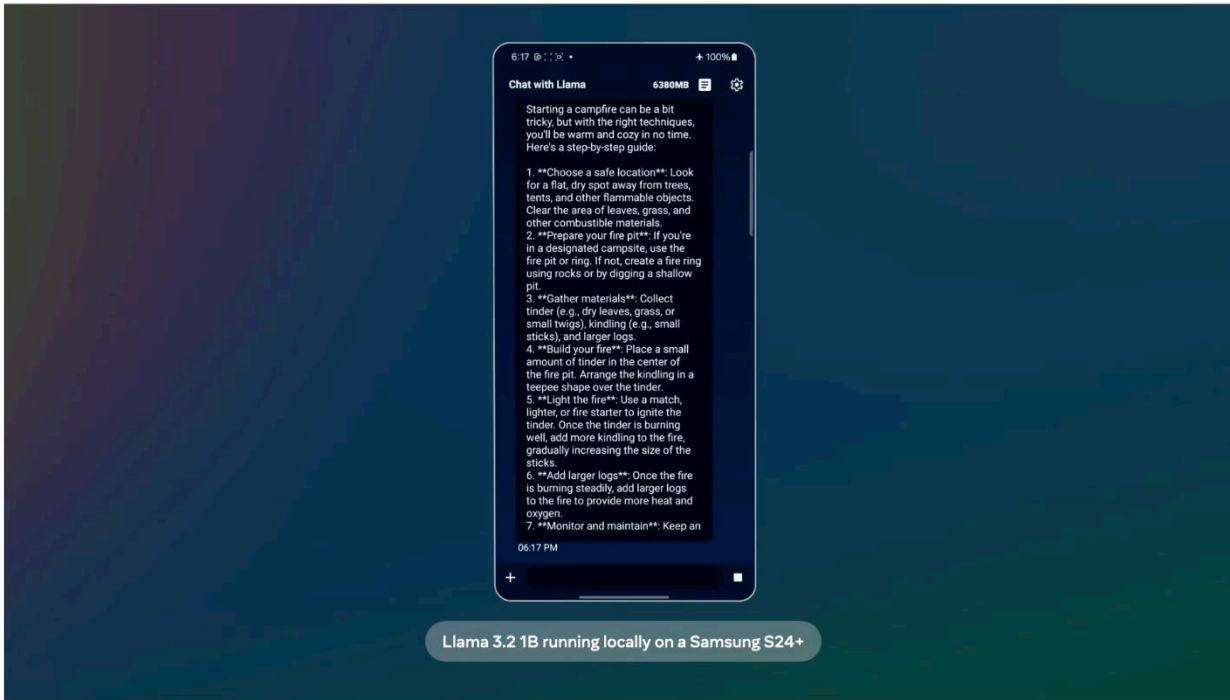 6:17
100%
Chat with Llama
6380MB
Starting a campfire can be a bit
tricky, but with the right techniques,
you'll be warm and cozy in no time.
Here's a step-by-step guide:
1. **Choose a safe location**: Look
for a flat, dry spot away from trees,
tents, and other flammable objects.
Clear the area of leaves, grass, and
other combustible materials.
2. **Prepare your fire pit**: If you're
in a designated campsite, use the
fire pit or ring. If not, create a fire ring
using rocks or by digging a shallow
pit.
3. **Gather materials**: Collect
tinder (e.g., dry leaves, grass, or
small twigs), kindling (e.g., small
sticks), and larger logs.
4. **Build your fire**: Place a small
amount of tinder in the center of
the fire pit. Arrange the kindling in a
teepee shape over the tinder.
5. **Light the fire**: Use a match,
lighter, or fire starter to ignite the
tinder. Once the tinder is burning
well, add more kindling to the fire,
gradually increasing the size of the
sticks.
6. **Add larger logs**: Once the fire
is burning steadily, add larger logs
to the fire to provide more heat and
oxygen.
7. **Monitor and maintain**: Keep an
06:17 PM
Llama 3.2 1B running locally on a Samsung S24+